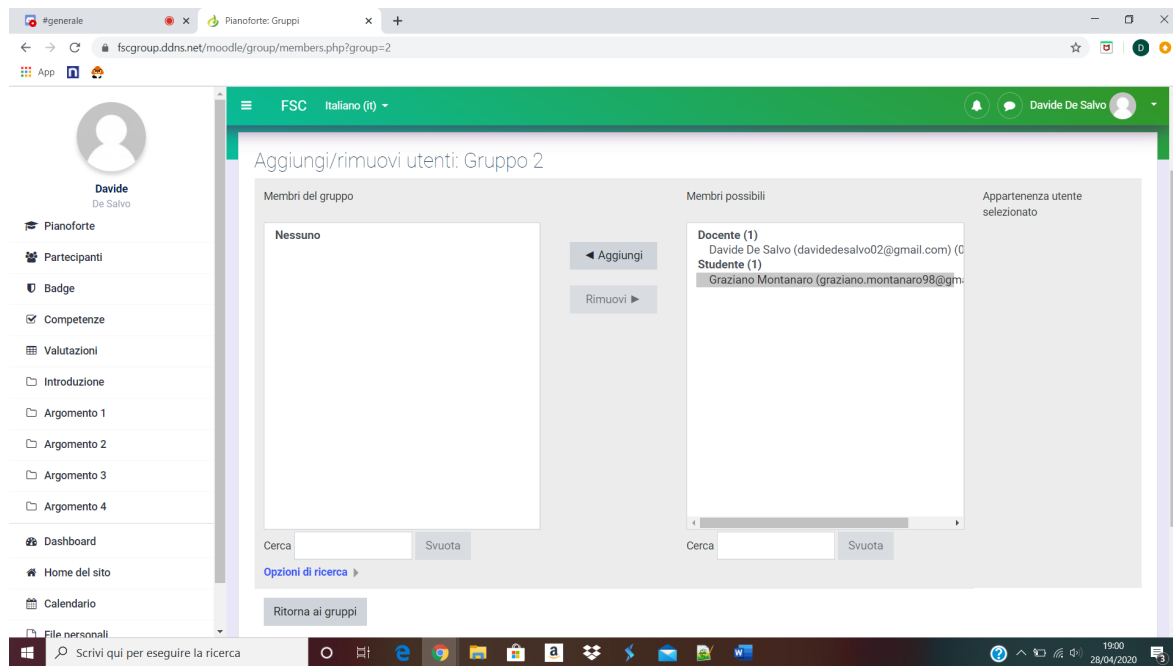 #generale
Pianoforte: Gruppi
fscgroup.ddns.net/moodle/group/members.php?group=2
D
App
FSC
Italiano (it)
Davide De Salvo
Davide
De Salvo
Pianoforte
Partecipanti
Badge
Competenze
Valutazioni
Introduzione
Argomento 1
Argomento 2
Argomento 3
Argomento 4
Dashboard
Home del sito
Calendario
File personali
Aggiungi/rimuovi utenti: Gruppo 2
Membri del gruppo
Nessuno
Cerca
Svuota
Opzioni di ricerca
◄ Aggiungi
Rimuovi ►
Membri possibili
Docente (1)
Davide De Salvo (davidedesalvo02@gmail.com) (0
Studente (1)
Graziano Montanaro (graziano.montanaro98@gm
Cerca
Svuota
Appartenenza utente
selezionato
Ritorna ai gruppi
Scrivi qui per eseguire la ricerca
19:00
28/04/2020